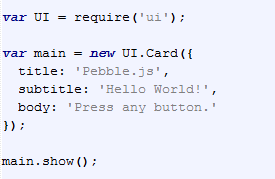 var UI = require('ui');
var main = new UI.Card({
  title: 'Pebble.js',
  subtitle: 'Hello World!',
  body: 'Press any button.'
});
main.show();